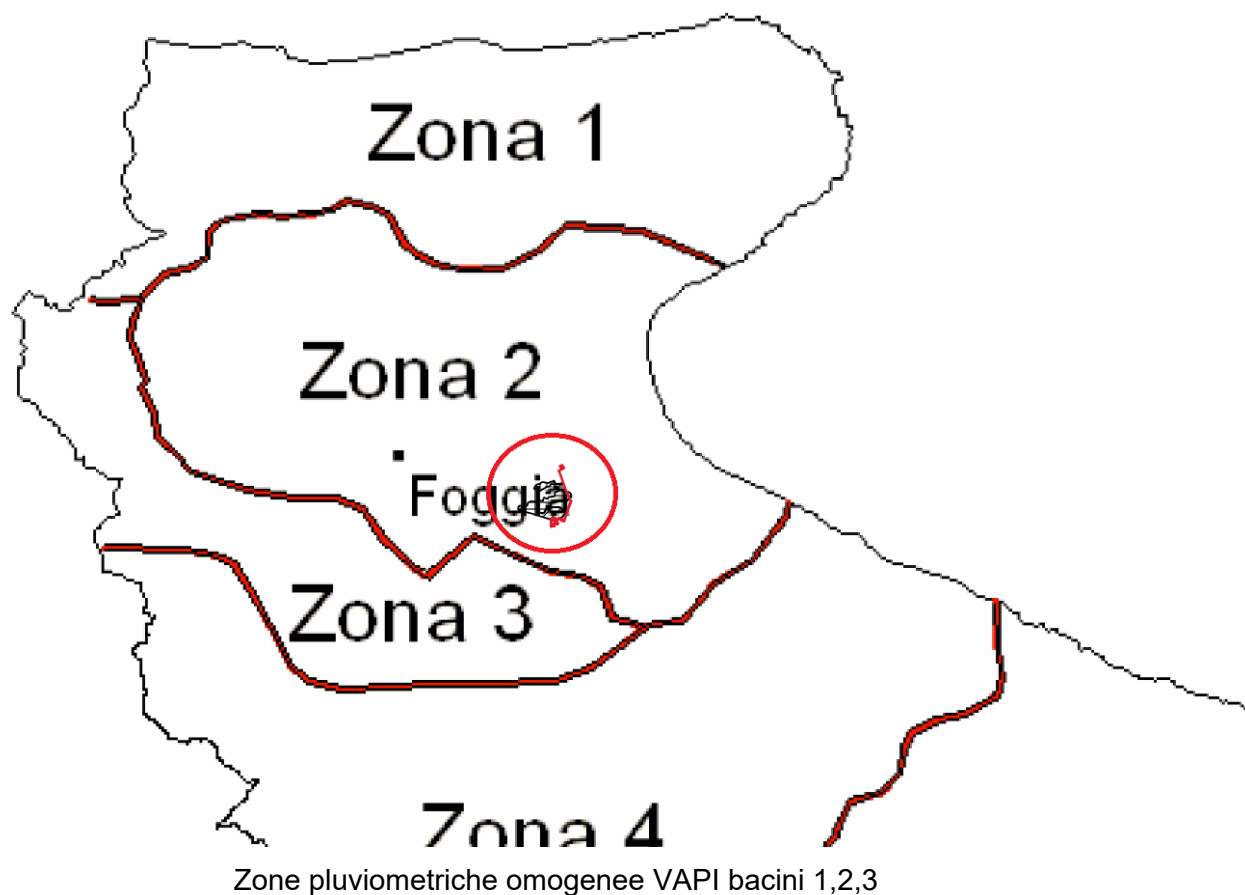 Zona 1
Zona 2
Foggia
Zona 3
Zona 4
Zone pluviometriche omogenee VAPI bacini 1,2,3